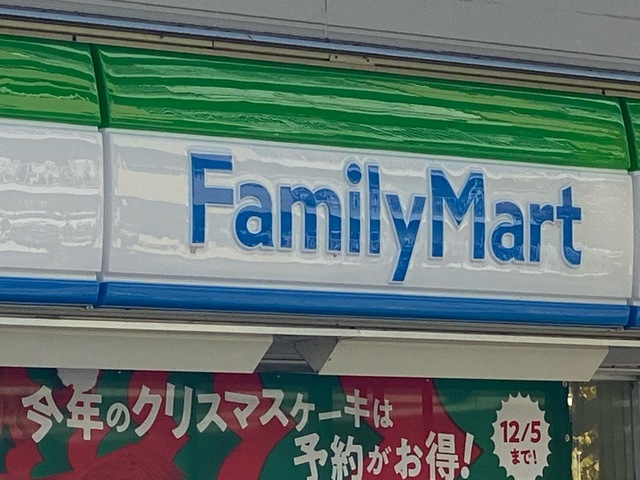 FamilyMart
今年のクリスマスケーキは
予約がお得!
12/5
まで!